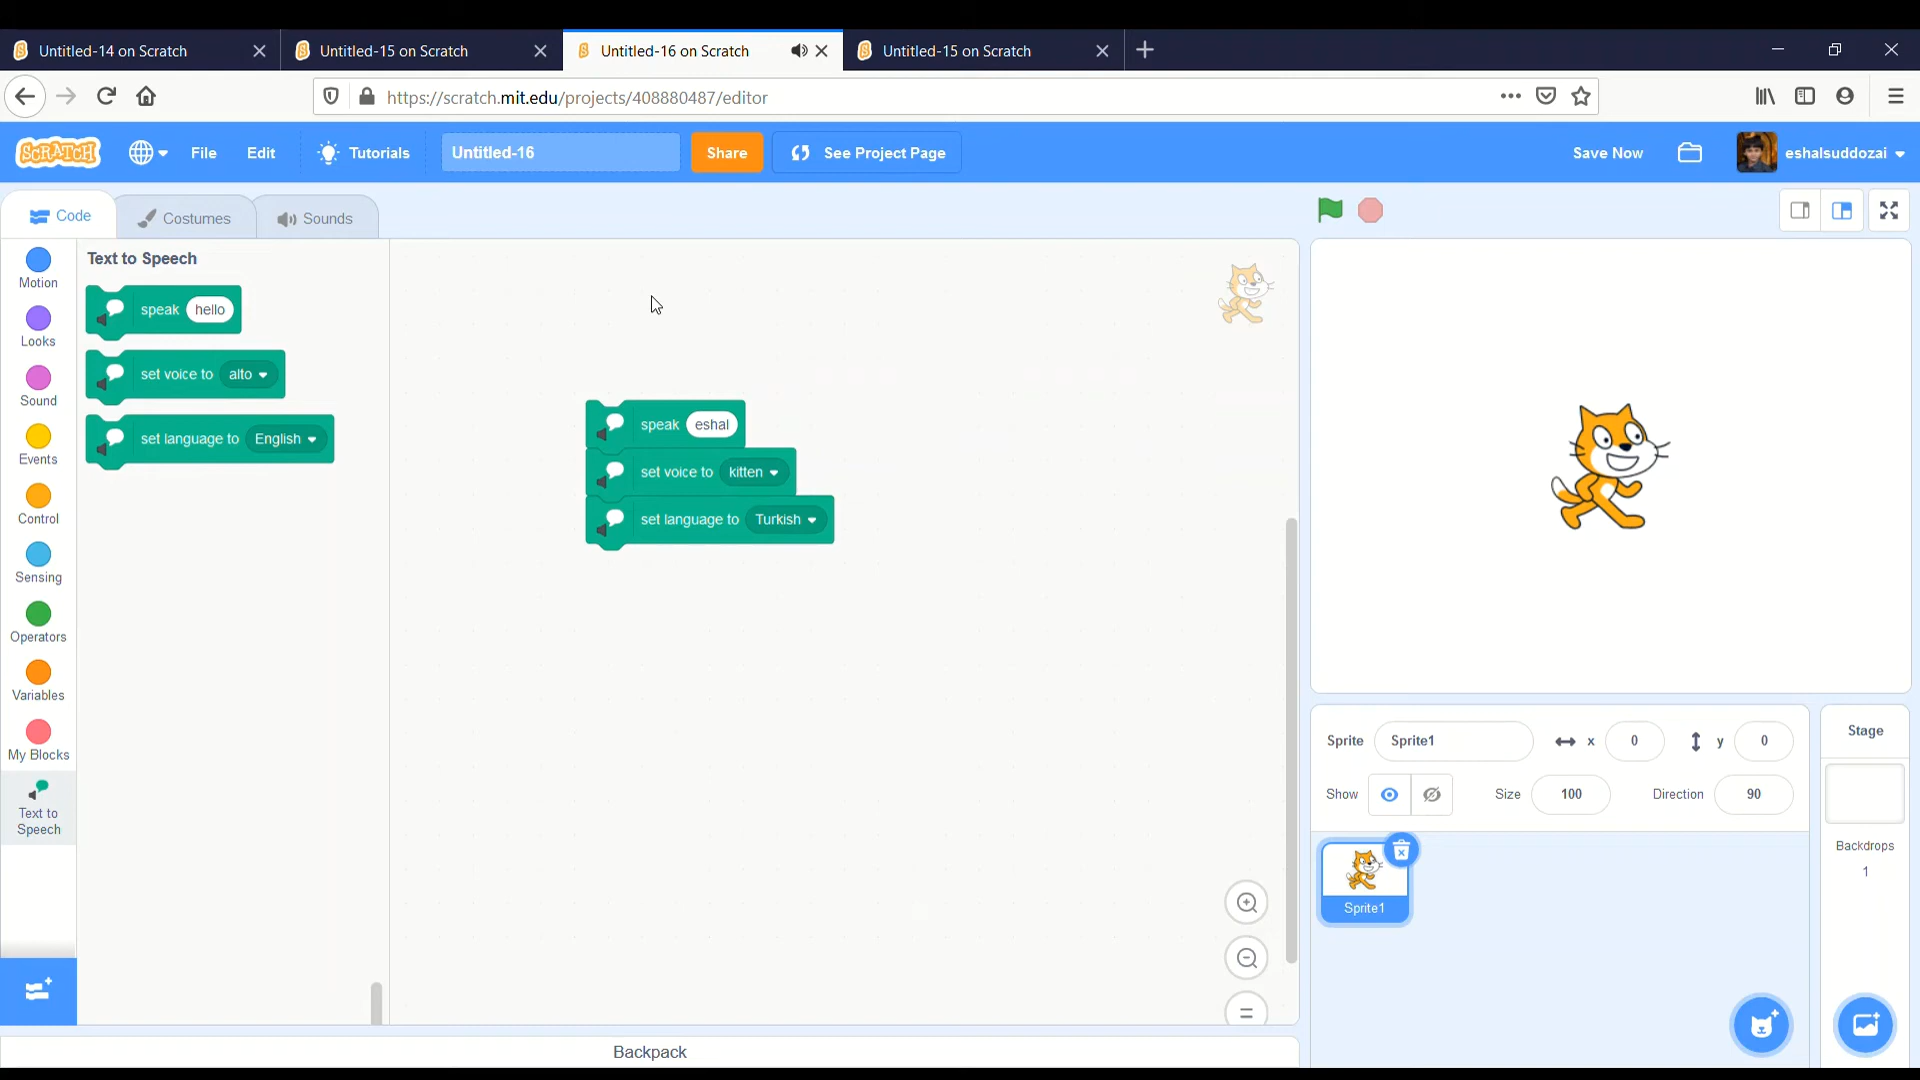 Untitled-14 on Scratch
Untitled-15 on Scratch
Untitled-16 on Scratch
Untitled-15 on Scratch
https://scratch.mit.edu/projects/408880487/editor
SCRATCH
File
Edit
Tutorials
Untitled-16
Share
See Project Page
Save Now
eshalsuddozai
Code
Costumes
Sounds
Motion
Looks
Sound
Events
Control
Sensing
Operators
Variables
My Blocks
Text to
Speech
Text to Speech
speak hello
set voice to alto
set language to English
speak eshal
set voice to kitten
set language to Turkish
Backpack
Sprite Sprite1 x 0 y 0
Show Size 100 Direction 90
Sprite1
Stage
Backdrops
1